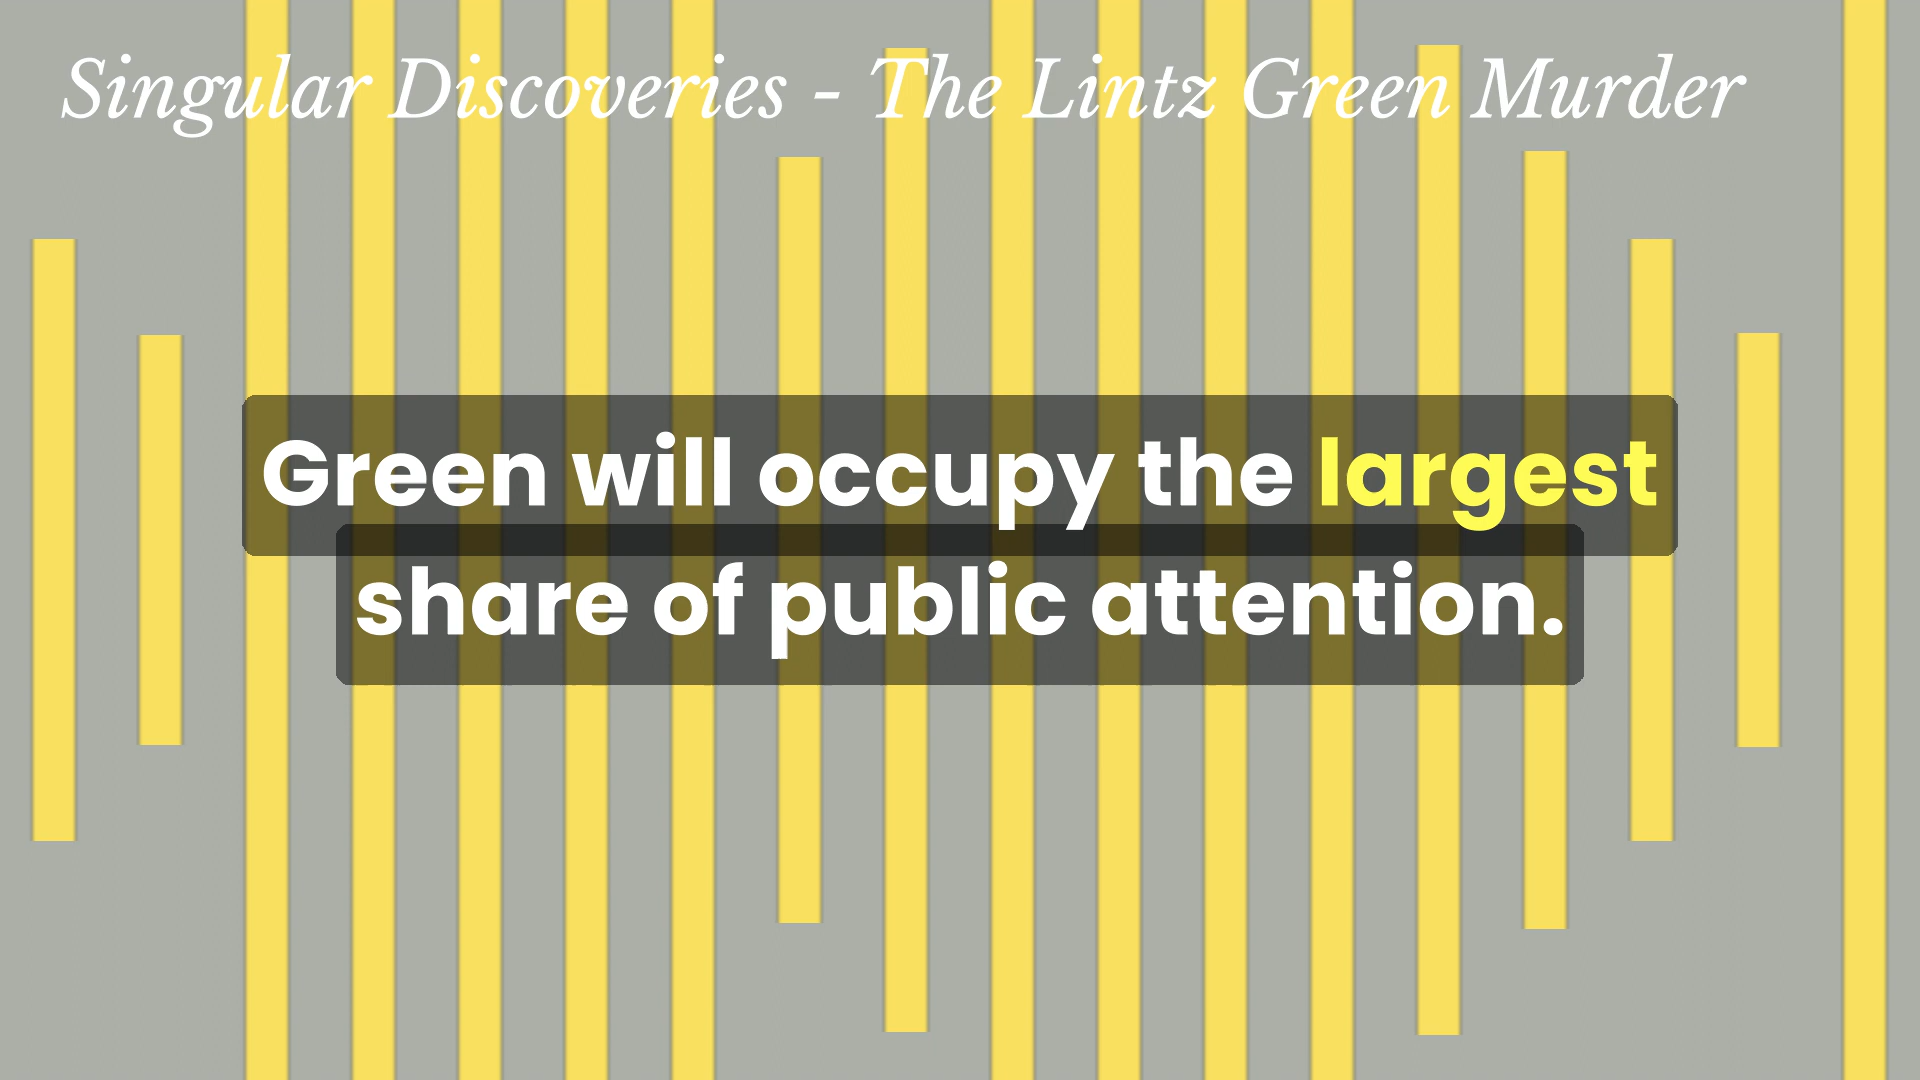 Singular Discoveries - The Lintz Green Murder
Green will occupy the largest
share of public attention.